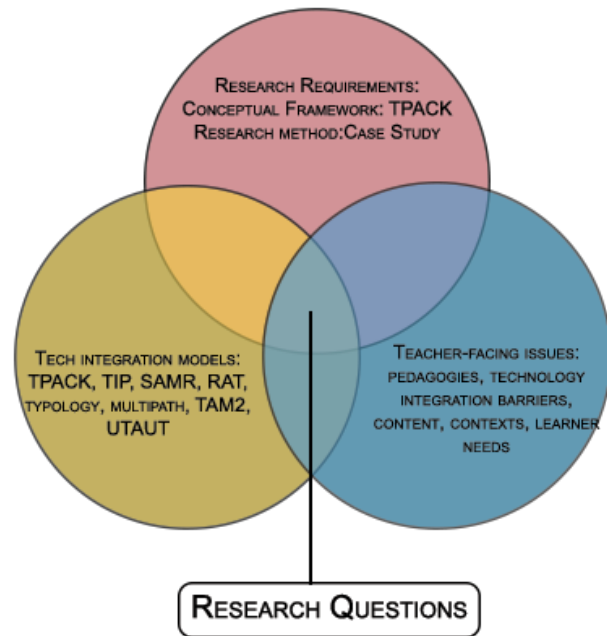 Research Requirements:
Conceptual Framework: TPACK
Research method:Case Study
Tech integration models:
TPACK, TIP, SAMR, RAT,
typology, multipath, TAM2,
UTAUT
Teacher-facing issues:
pedagogies, technology
integration barriers,
content, contexts, learner
needs
Research Questions